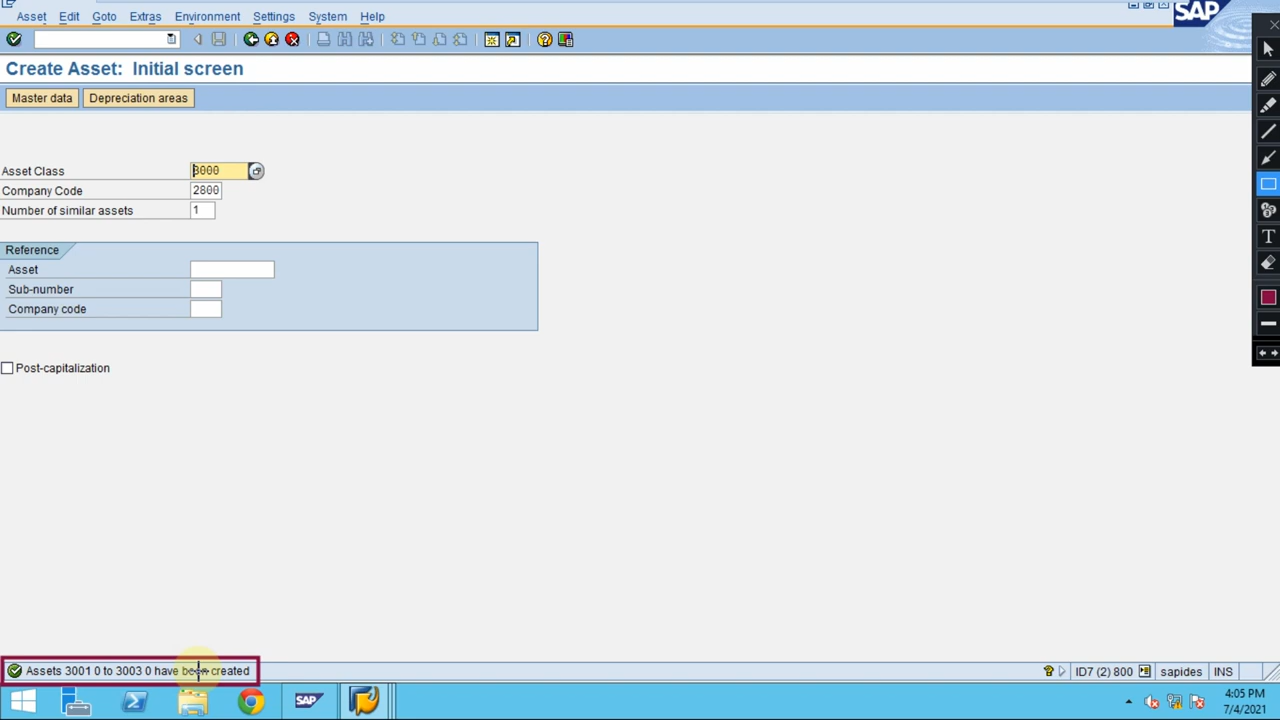 Asset Edit Goto Extras Environment Settings System Help
SAP
Create Asset: Initial screen
Master data Depreciation areas
Asset Class 3000
Company Code 2800
Number of similar assets 1
Reference
Asset
Sub-number
Company code
Post-capitalization
Assets 3001 0 to 3003 0 have been created
ID7 (2) 800 sapides INS
SAP
4:05 PM
7/4/2021
T